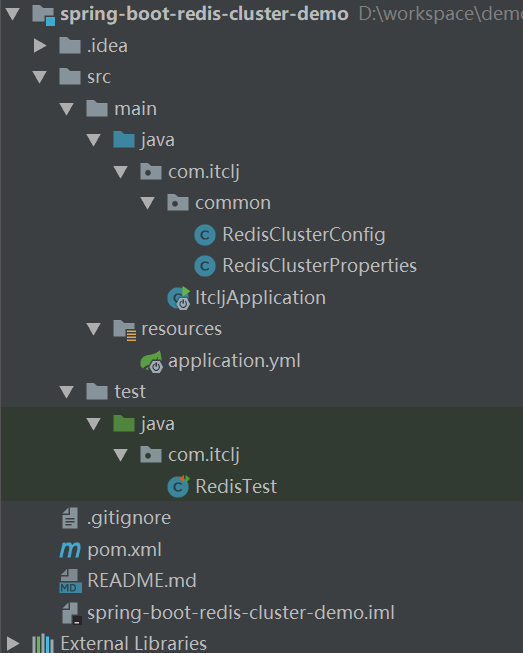 spring-boot-redis-cluster-demo D:\workspace\demo
.idea
src
main
java
com.itclj
common
RedisClusterConfig
RedisClusterProperties
ItcljApplication
resources
application.yml
test
java
com.itclj
RedisTest
.gitignore
pom.xml
README.md
spring-boot-redis-cluster-demo.iml
External Libraries